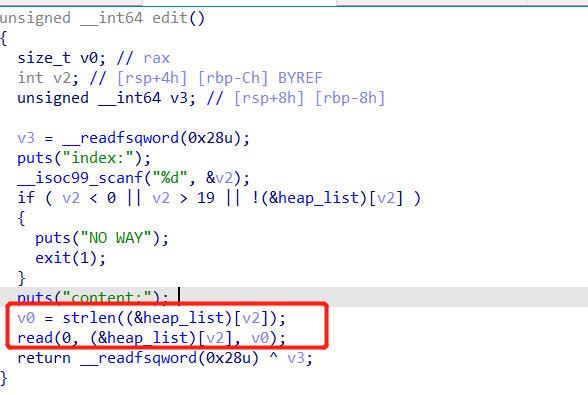 unsigned __int64 edit()
{
  size_t v0; // rax
  int v2; // [rsp+4h] [rbp-Ch] BYREF
  unsigned __int64 v3; // [rsp+8h] [rbp-8h]

  v3 = __readfsqword(0x28u);
  puts("index:");
  __isoc99_scanf("%d", &v2);
  if ( v2 < 0 || v2 > 19 || !(&heap_list)[v2] )
  {
    puts("NO WAY");
    exit(1);
  }
  puts("content:");
  v0 = strlen((&heap_list)[v2]);
  read(0, (&heap_list)[v2], v0);
  return __readfsqword(0x28u) ^ v3;
}